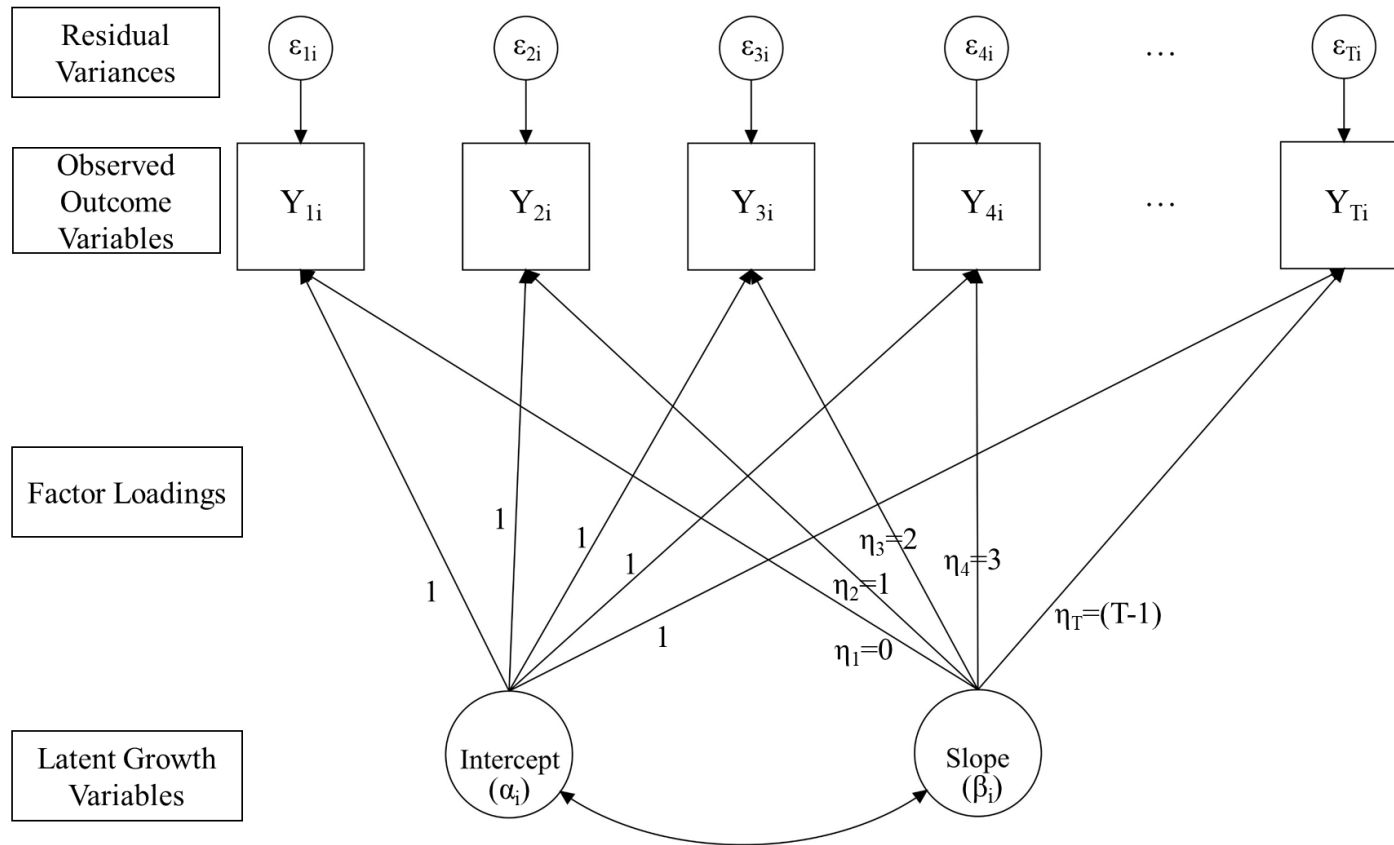 Residual
Variances
ε1i
ε2i
ε3i
ε4i
…
εTi
Observed
Outcome
Variables
Y1i
Y2i
Y3i
Y4i
…
YTi
Factor Loadings
1
1
1
1
1
η3=2
η4=3
η2=1
ηT=(T-1)
η1=0
Latent Growth
Variables
Intercept
(αi)
Slope
(βi)